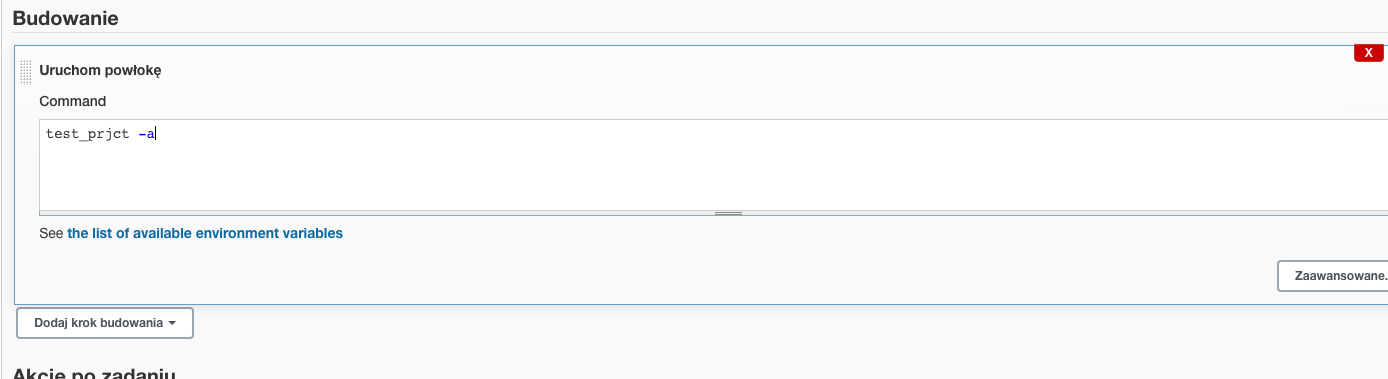 Budowanie
X
Uruchom powłokę
Command
test_prjct -a
See the list of available environment variables
Zaawansowane.
Dodaj krok budowania
Akcje po zadaniu